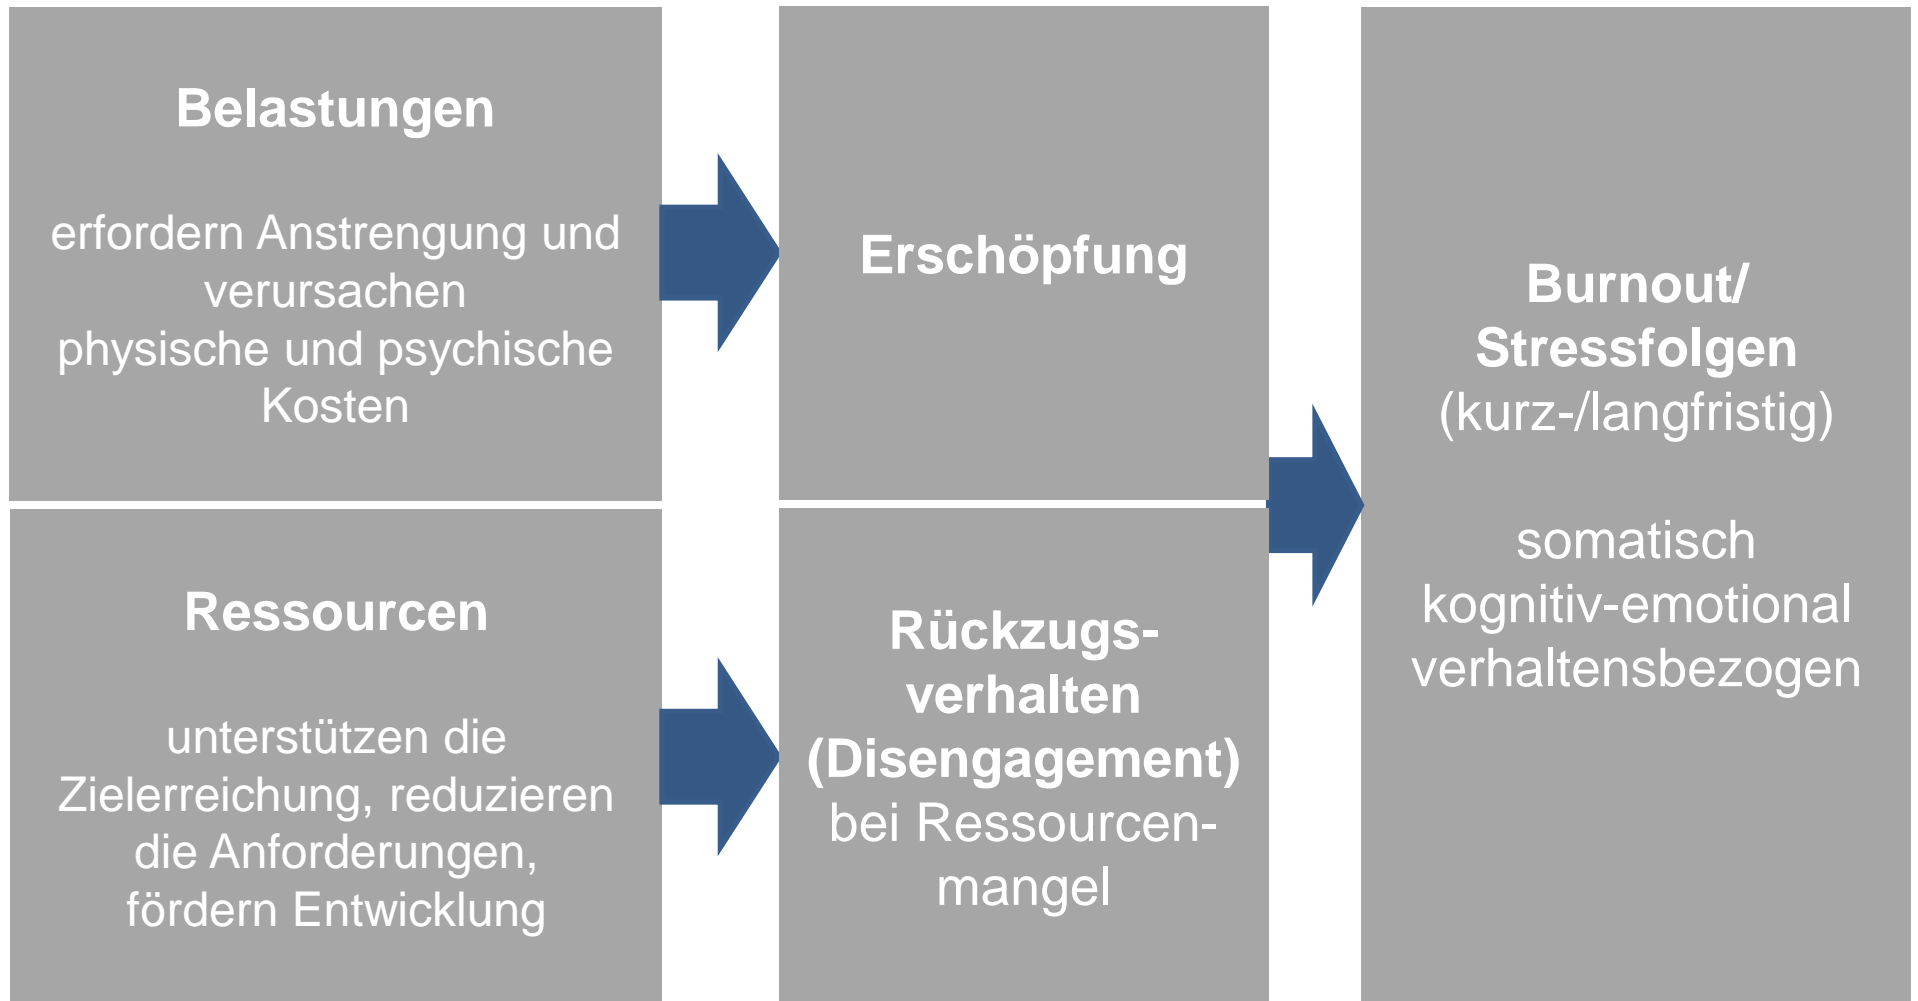 Belastungen
erfordern Anstrengung und
verursachen
physische und psychische
Kosten
Ressourcen
unterstützen die
Zielerreichung, reduzieren
die Anforderungen,
fördern Entwicklung
Erschöpfung
Rückzugs-
verhalten
(Disengagement)
bei Ressourcen-
mangel
Burnout/
Stressfolgen
(kurz-/langfristig)
somatisch
kognitiv-emotional
verhaltensbezogen